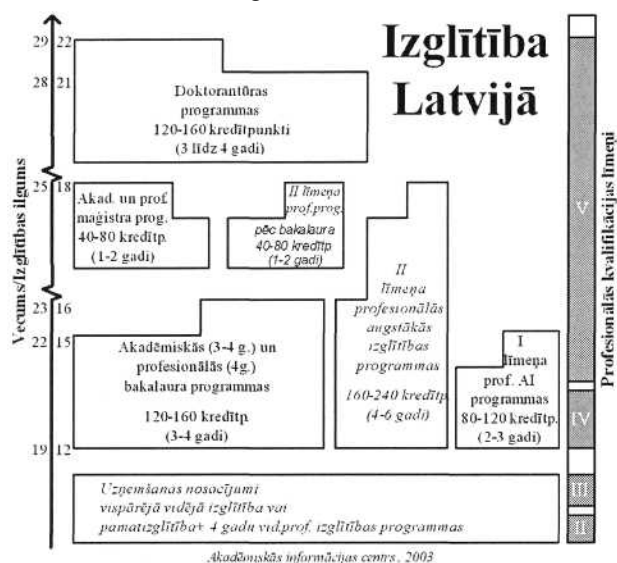 Izglītība
Latvijā
Vecums/Izglītības ilgums
29 22
28 21
25 18
23 16
22 15
19 12
Doktorantūras
programmas
120-160 kredītpunkti
(3 līdz 4 gadi)
Akad. un prof.
maģistra prog.
40-80 kredītp.
(1-2 gadi)
II līmeņa
prof.prog.
pēc bakalaura
40-80 kredītp
(1-2 gadi)
II
līmeņa
profesionālās
augstākās
izglītības
programmas
160-240 kredītp.
(4-6 gadi)
Akadēmiskās (3-4 g.) un
profesionālās (4g.)
bakalaura programmas
120-160 kredītp.
(3-4 gadi)
I
līmeņa
prof. AI
programmas
80-120 kredītp.
(2-3 gadi)
Uzņemšanas nosacījumi
vispārējā vidējā izglītība vai
pamatizglītība+ 4 gadu vid.prof. izglītības programmas
Profesionālās kvalifikācijas līmeņi
V
IV
III
II
Akadēmiskās informācijas centrs, 2003